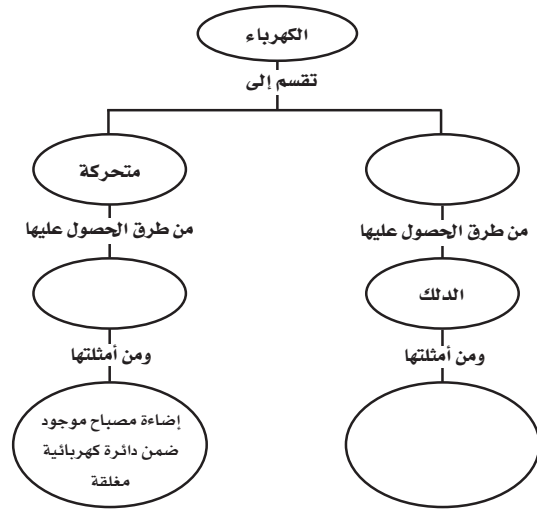 الكهرباء
تقسم إلى
متحركة
من طرق الحصول عليها
من طرق الحصول عليها
الدلك
ومن أمثلتها
ومن أمثلتها
إضاءة مصباح موجود
ضمن دائرة كهربائية
مغلقة